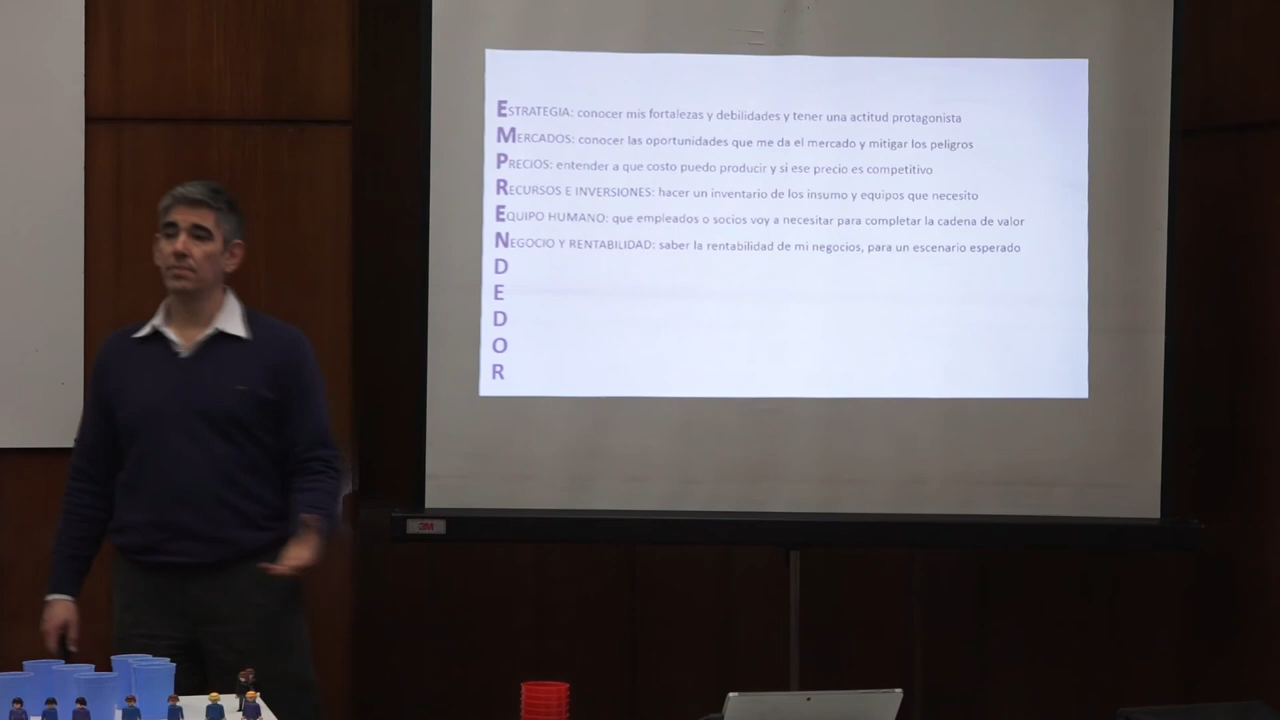 ESTRATEGIA: conocer mis fortalezas y debilidades y tener una actitud protagonista
MERCADOS: conocer las oportunidades que me da el mercado y mitigar los peligros
PRECIOS: entender a que costo puedo producir y si ese precio es competitivo
RECURSOS E INVERSIONES: hacer un inventario de los insumo y equipos que necesito
EQUIPO HUMANO: que empleados o socios voy a necesitar para completar la cadena de valor
NEGOCIO Y RENTABILIDAD: saber la rentabilidad de mi negocios, para un escenario esperado
D
E
D
O
R
3M